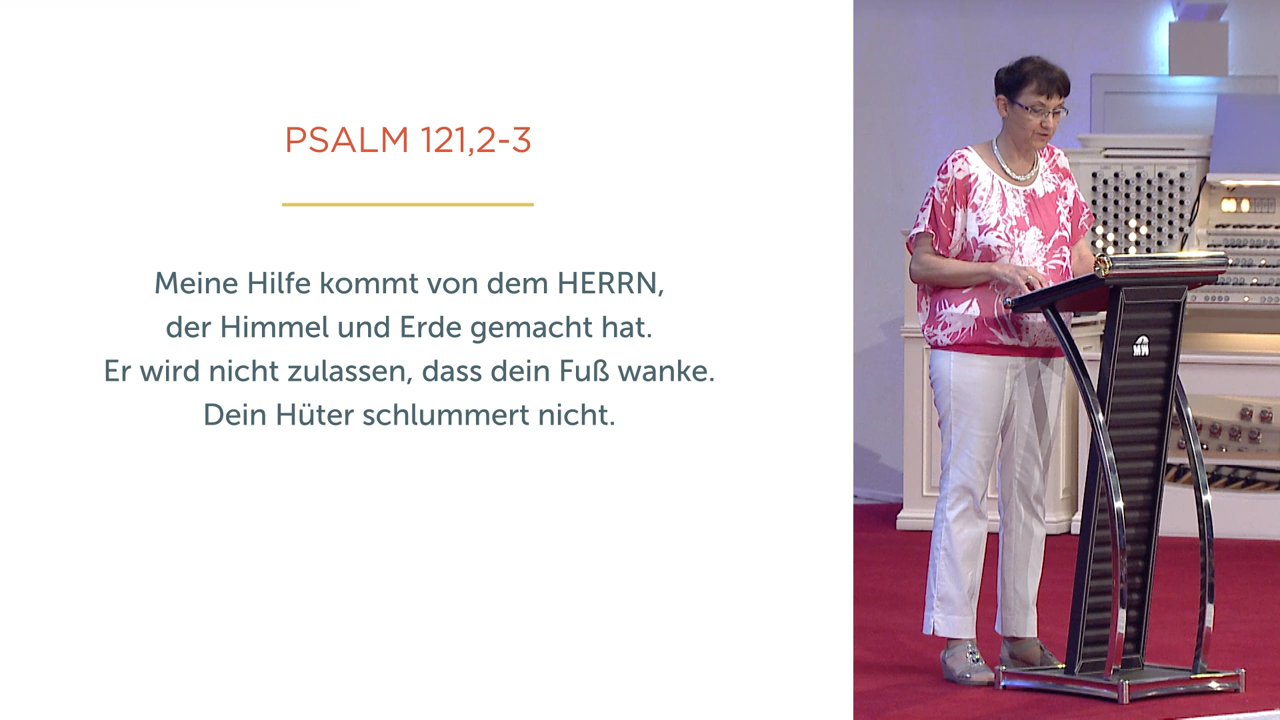 PSALM 121,2-3
Meine Hilfe kommt von dem HERRN,
der Himmel und Erde gemacht hat.
Er wird nicht zulassen, dass dein Fuß wanke.
Dein Hüter schlummert nicht.